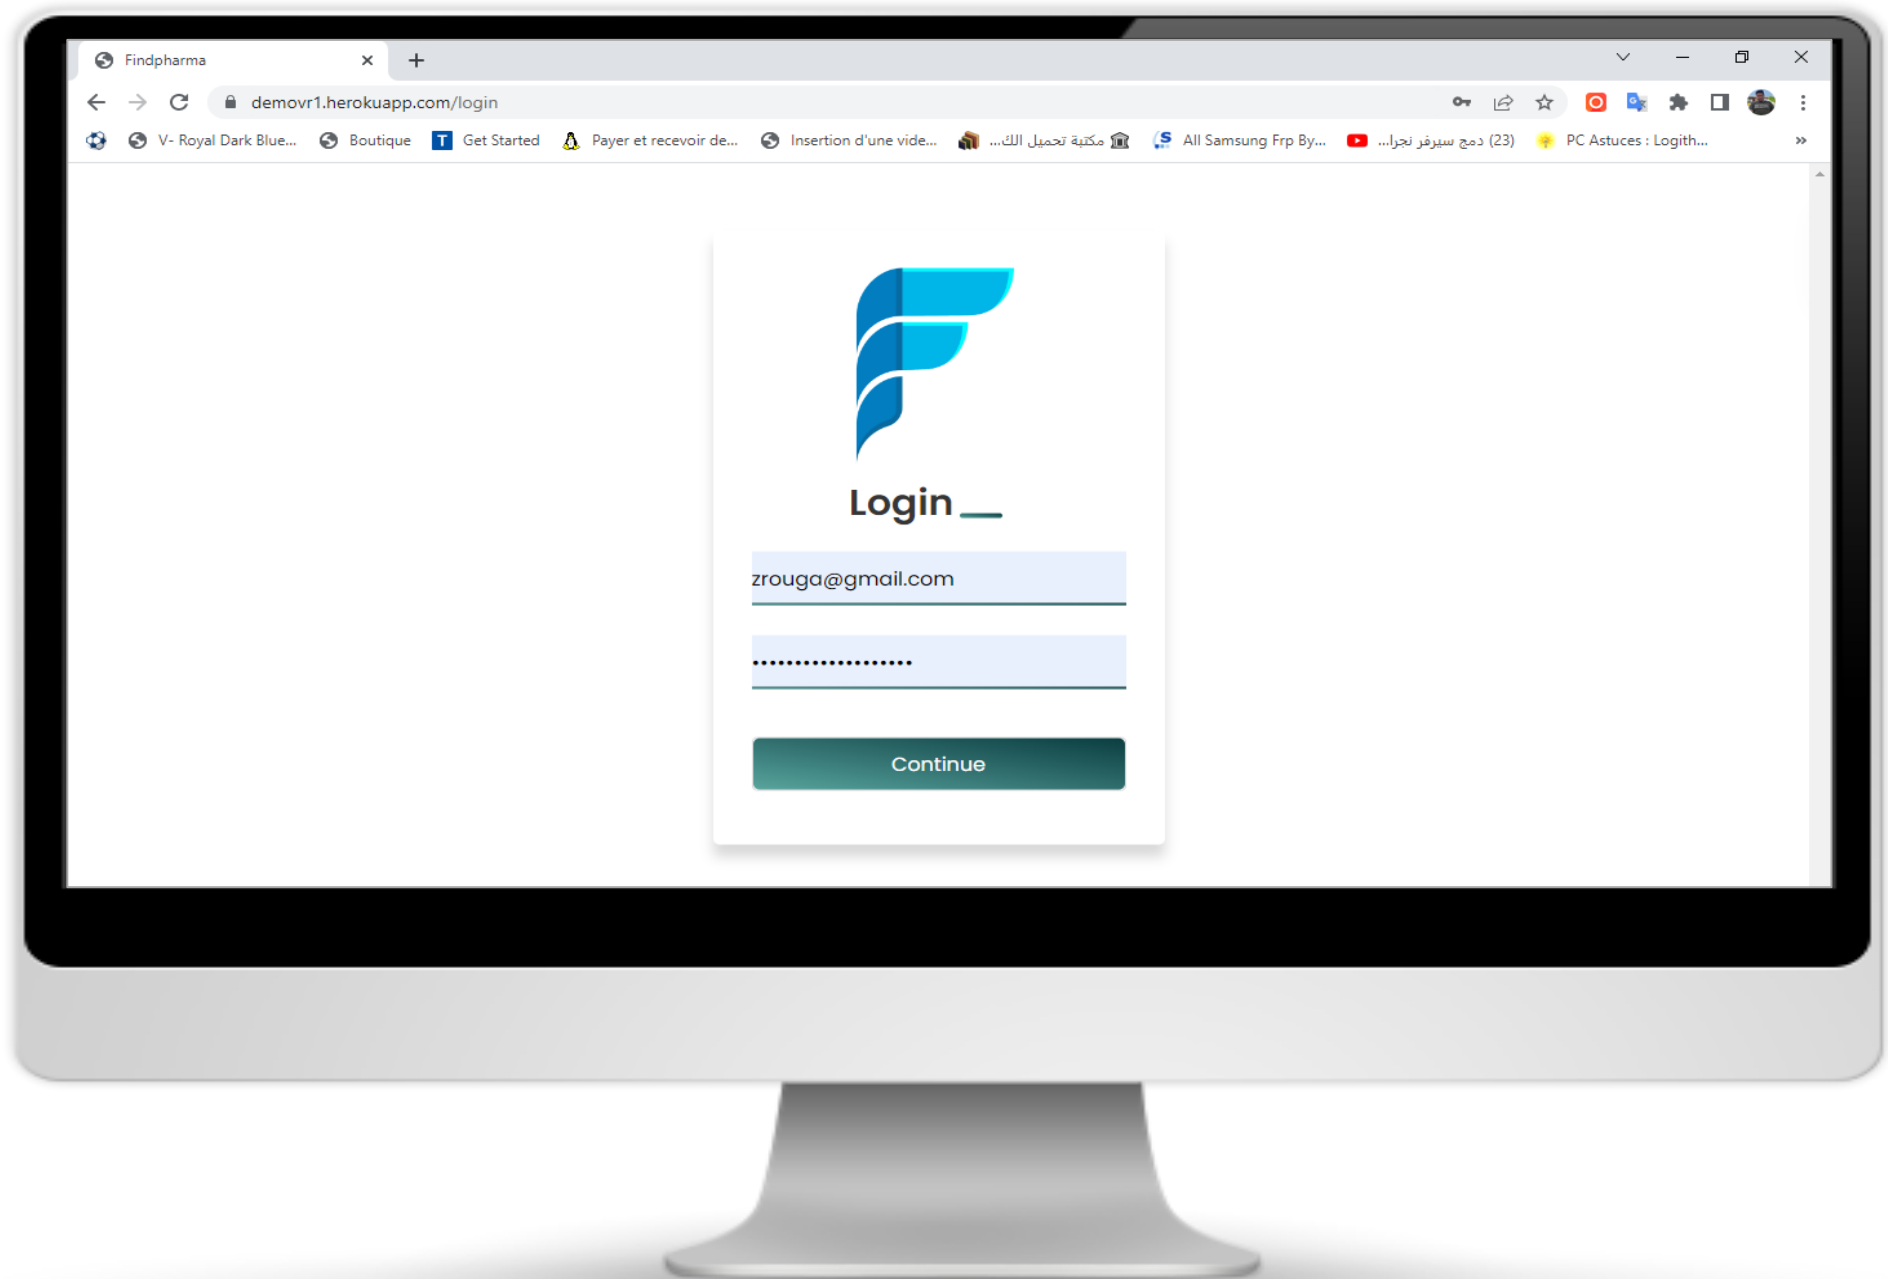 Findpharma
demovr1.herokuapp.com/login
V- Royal Dark Blue... Boutique T Get Started Payer et recevoir de... Insertion d'une vide... مكتبة تحميل الك... All Samsung Frp By... (23) دمج سيرفر نجرا... PC Astuces : Logith...
Login
zrouga@gmail.com
Continue